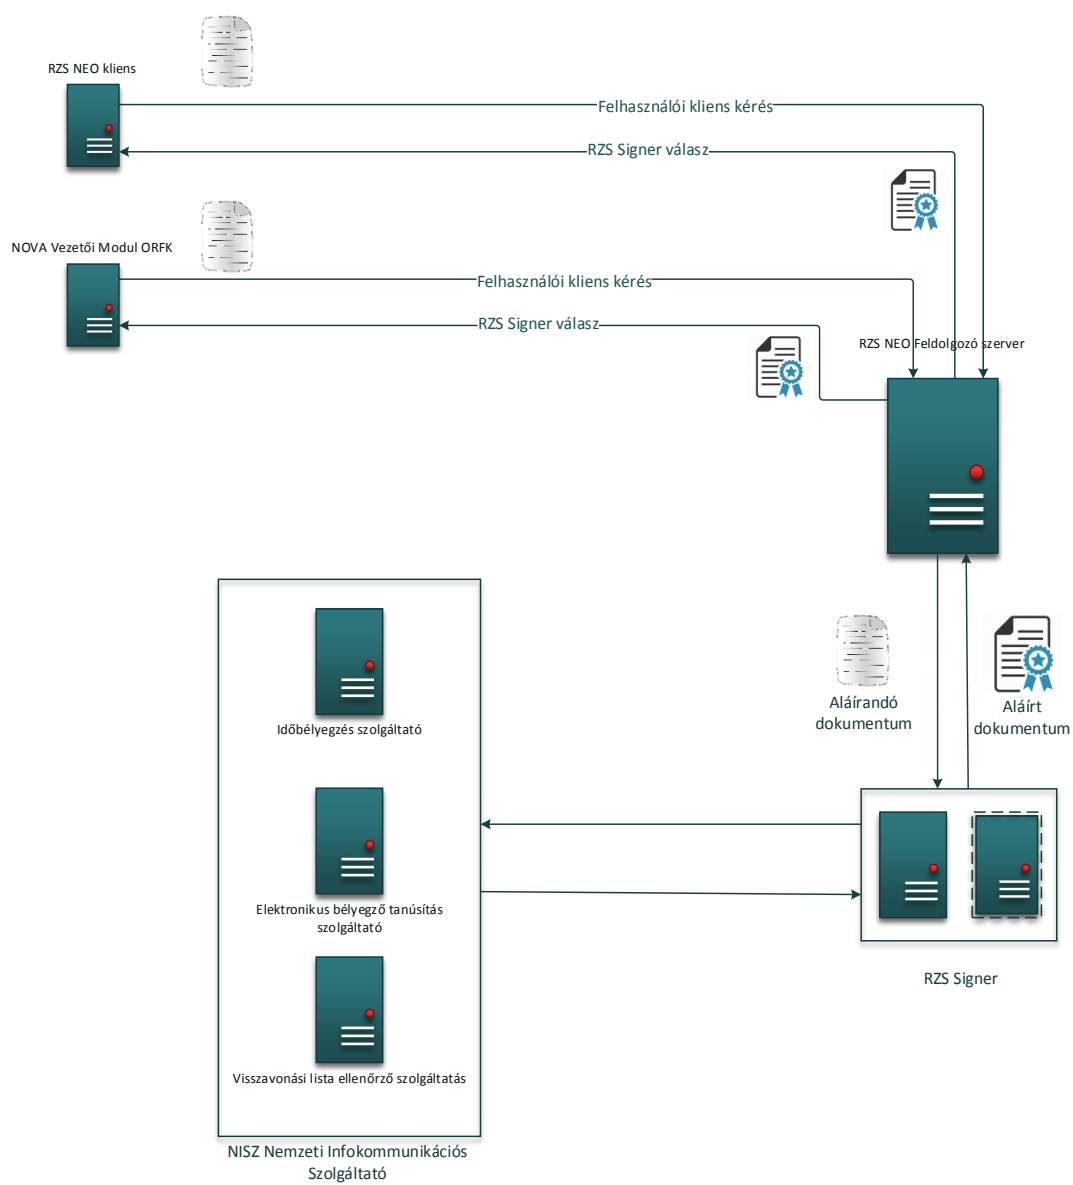 RZS NEO kliens
Felhasználói kliens kérés
RZS Signer válasz
NOVA Vezetői Modul ORFK
Felhasználói kliens kérés
RZS Signer válasz
RZS NEO Feldolgozó szerver
Aláírandó
dokumentum
Aláírt
dokumentum
Időbélyegzés szolgáltató
Elektronikus bélyegző tanúsítás
szolgáltató
RZS Signer
Visszavonási lista ellenőrző szolgáltatás
NISZ Nemzeti Infokommunikációs
Szolgáltató